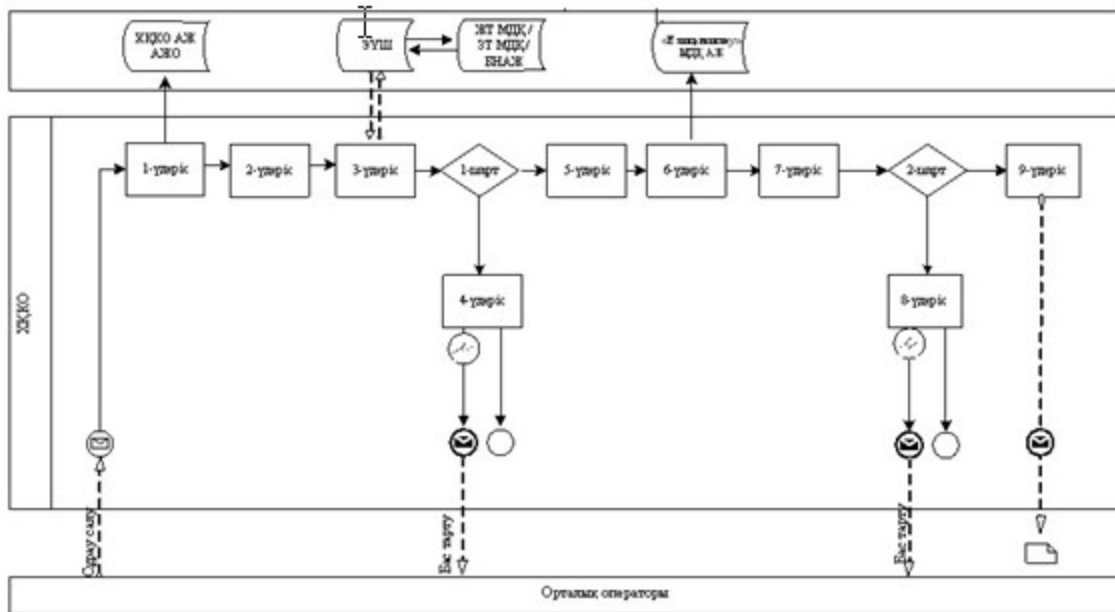 ХҚКО АЖ
АЖО
ЭҮШ
ЖТ МДҚ/
ЗТ МДҚ/
БНАЖ
МДҚ АЖ
ХҚКО
1-үдеріс
2-үдеріс
3-үдеріс
1-шарт
5-үдеріс
6-үдеріс
7-үдеріс
2-шарт
9-үдеріс
4-үдеріс
8-үдеріс
Сұрау салу
Бас тарту
Бас тарту
Орталық операторы